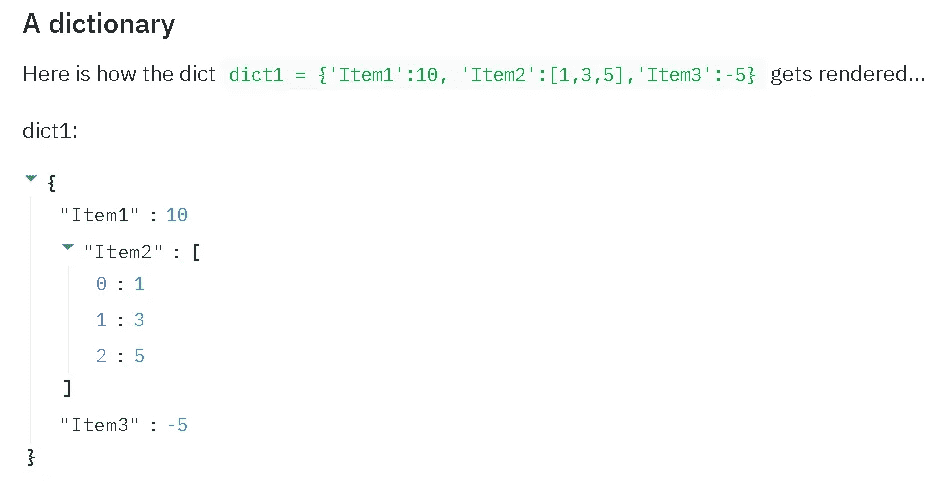 A dictionary
Here is how the dict dict1 = {'Item1':10, 'Item2':[1,3,5],'Item3':-5} gets rendered...
dict1:
{
"Item1" : 10
"Item2" : [
0 : 1
1 : 3
2 : 5
]
"Item3" : -5
}